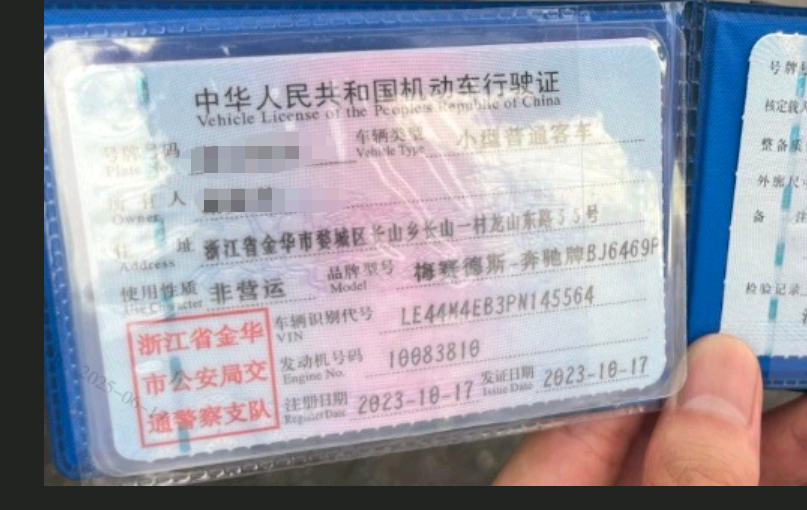 中华人民共和国机动车行驶证
Vehicle License of the People's Republic of China
号牌号码 车辆类型 小型普通客车
Plate No. Vehicle Type
所有人
Owner
住 址 浙江省金华市婺城区长山乡长山一村龙山东路35号
Address
使用性质 非营运 品牌型号 梅赛德斯-奔驰牌BJ6469F
Use Character Model
浙江省金华
市公安局交
通警察支队
车辆识别代号 LE44M4EB3PN145564
VIN
发动机号码 10083810
Engine No.
注册日期 2023-10-17 发证日期 2023-10-17
Register Date Issue Date
号牌号
核定载人
整备质
外廓尺
备 注
检验记录